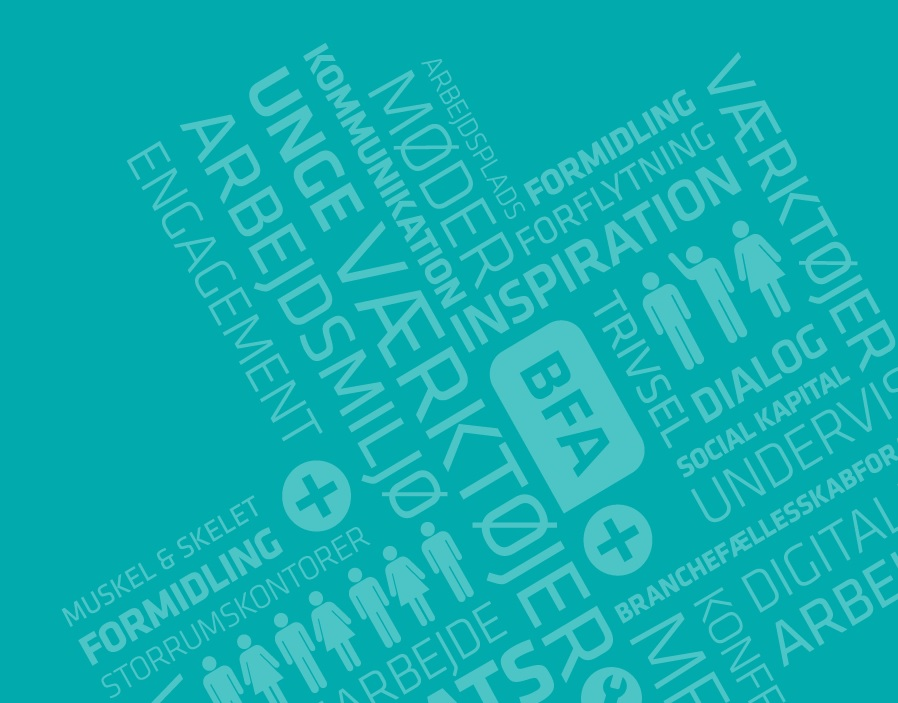 KOMMUNIKATION
UNGE
ARBEJDSMILJØ
ENGAGEMENT
MØDER
ARBEJDSPLADS
VÆRKTØJER
FORMIDLING
FORFLYTNING
INSPIRATION
VÆRKTØJER
TRIVSEL
BFA
DIALOG
SOCIAL KAPITAL
UNDERVI
BRANCHEFÆLLESSKABFOR
DIGITAL
ARBE
KONFE
ME
MUSKEL & SKELET
FORMIDLING
STORRUMSKONTORER
ARBEJDE
ATS